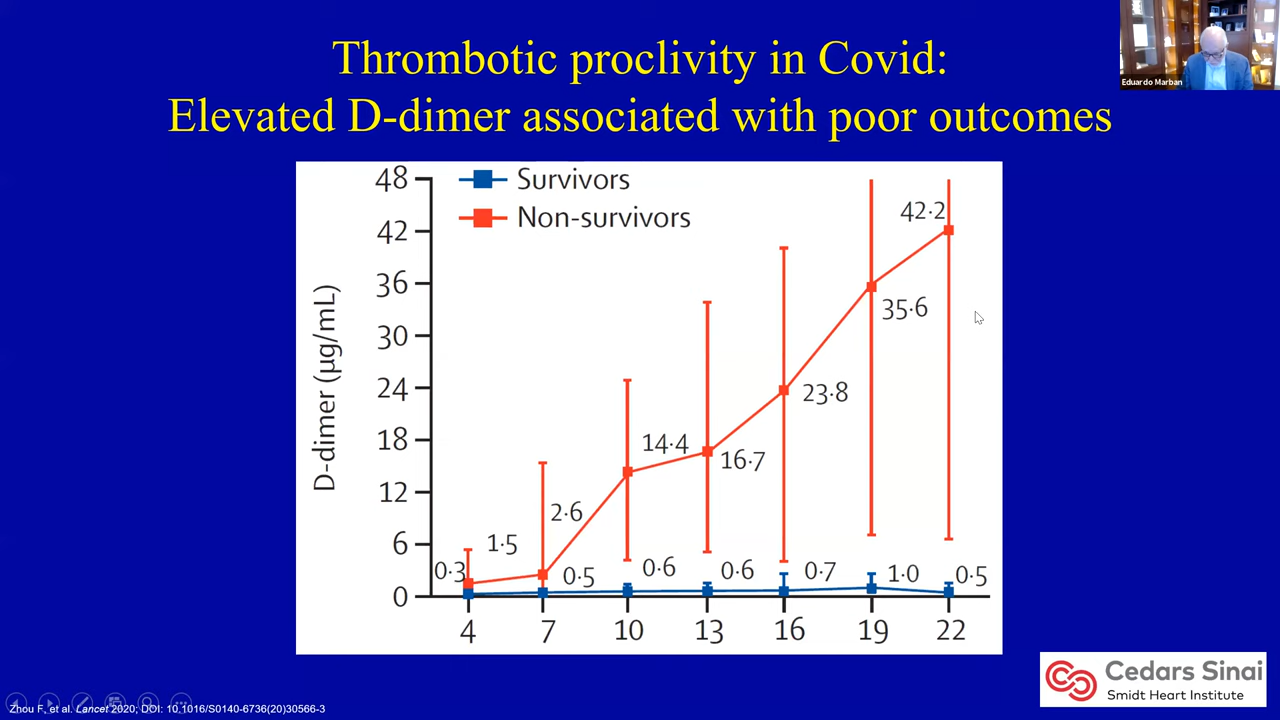 Thrombotic proclivity in Covid:
Elevated D-dimer associated with poor outcomes
Eduardo Marban
Survivors
Non-survivors
D-dimer (µg/mL)
48
42
36
30
24
18
12
6
0
0·3
1·5
2·6
14·4
16·7
23·8
35·6
42·2
0·5
0·6
0·6
0·7
1·0
0·5
4 7 10 13 16 19 22
Cedars Sinai
Smidt Heart Institute
Zhou F, et al. Lancet 2020; DOI: 10.1016/S0140-6736(20)30566-3